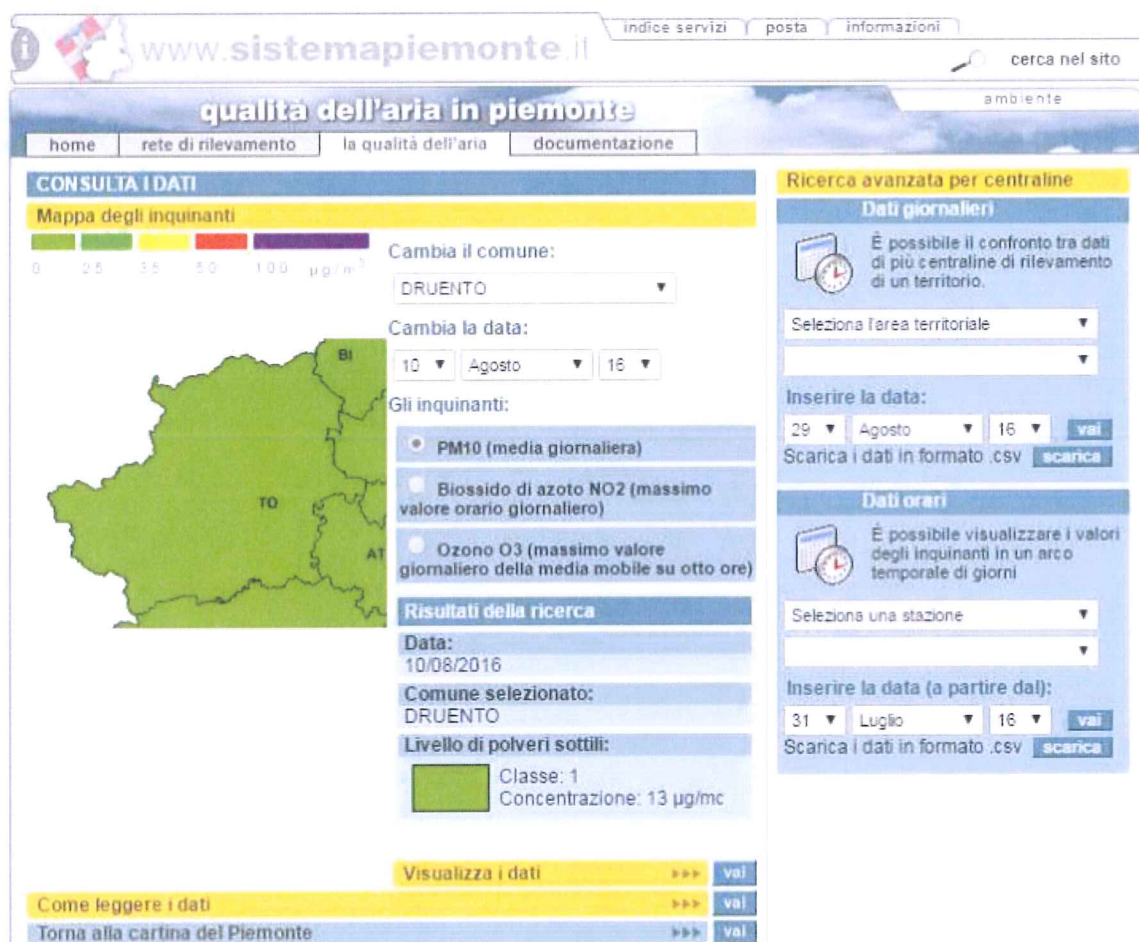 indice servizi
posta
informazioni
www.sistemapiemonte.it
cerca nel sito
qualità dell'aria in piemonte
ambiente
home
rete di rilevamento
la qualità dell'aria
documentazione
CONSULTA I DATI
Mappa degli inquinanti
0 25 35 50 100 µg/m³
BI
TO
AT
Cambia il comune:
DRUENTO
Cambia la data:
10 Agosto 16
Gli inquinanti:
PM10 (media giornaliera)
Biossido di azoto NO2 (massimo
valore orario giornaliero)
Ozono O3 (massimo valore
giornaliero della media mobile su otto ore)
Risultati della ricerca
Data:
10/08/2016
Comune selezionato:
DRUENTO
Livello di polveri sottili:
Classe: 1
Concentrazione: 13 µg/mc
Visualizza i dati vai
Come leggere i dati vai
Torna alla cartina del Piemonte vai
Ricerca avanzata per centraline
Dati giornalieri
È possibile il confronto tra dati
di più centraline di rilevamento
di un territorio.
Seleziona l'area territoriale
Inserire la data:
29 Agosto 16 vai
Scarica i dati in formato .csv scarica
Dati orari
È possibile visualizzare i valori
degli inquinanti in un arco
temporale di giorni
Seleziona una stazione
Inserire la data (a partire dal):
31 Luglio 16 vai
Scarica i dati in formato .csv scarica